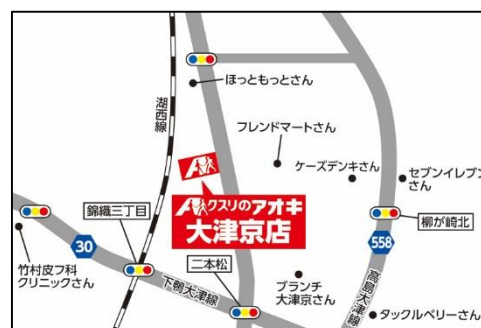 ほっともっとさん
湖西線
フレンドマートさん
ケーズデンキさん
セブンイレブン
さん
クスリのアオキ
大津京店
錦織三丁目
柳が崎北
30
558
竹村皮フ科
クリニックさん
下鴨大津線
二本松
ブランチ
大津京さん
高島大津線
タックルベリーさん